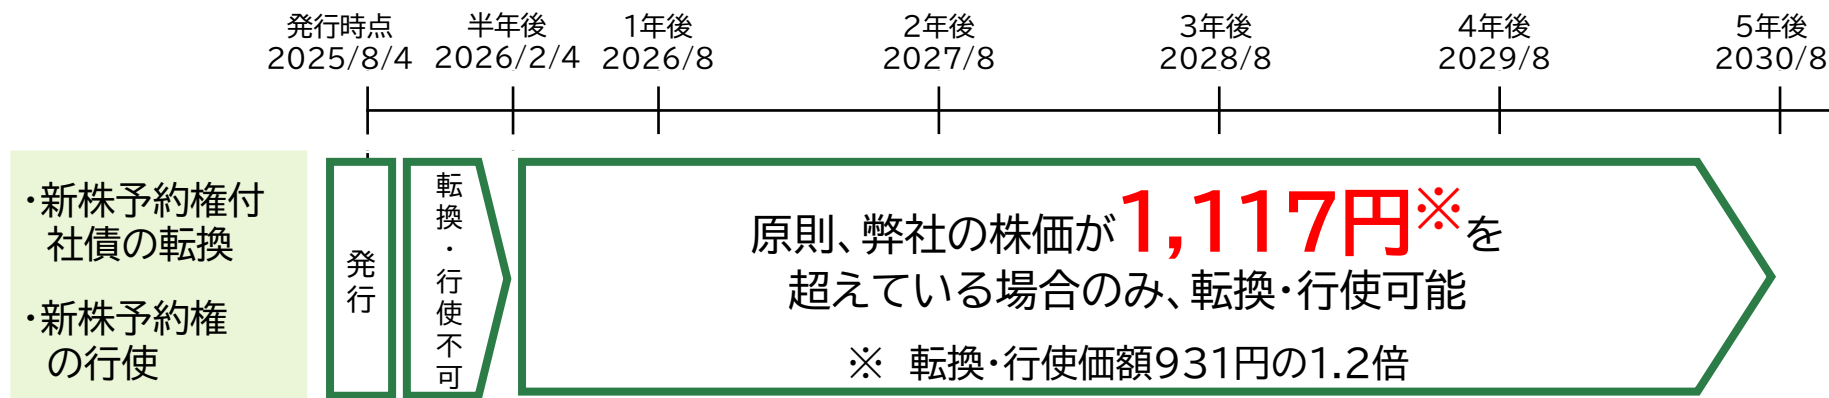 発行時点
2025/8/4
半年後
2026/2/4
1年後
2026/8
2年後
2027/8
3年後
2028/8
4年後
2029/8
5年後
2030/8
・新株予約権付
社債の転換
・新株予約権
の行使
発行
転換・行使不可
原則、弊社の株価が1,117円※を
超えている場合のみ、転換・行使可能
※ 転換・行使価額931円の1.2倍